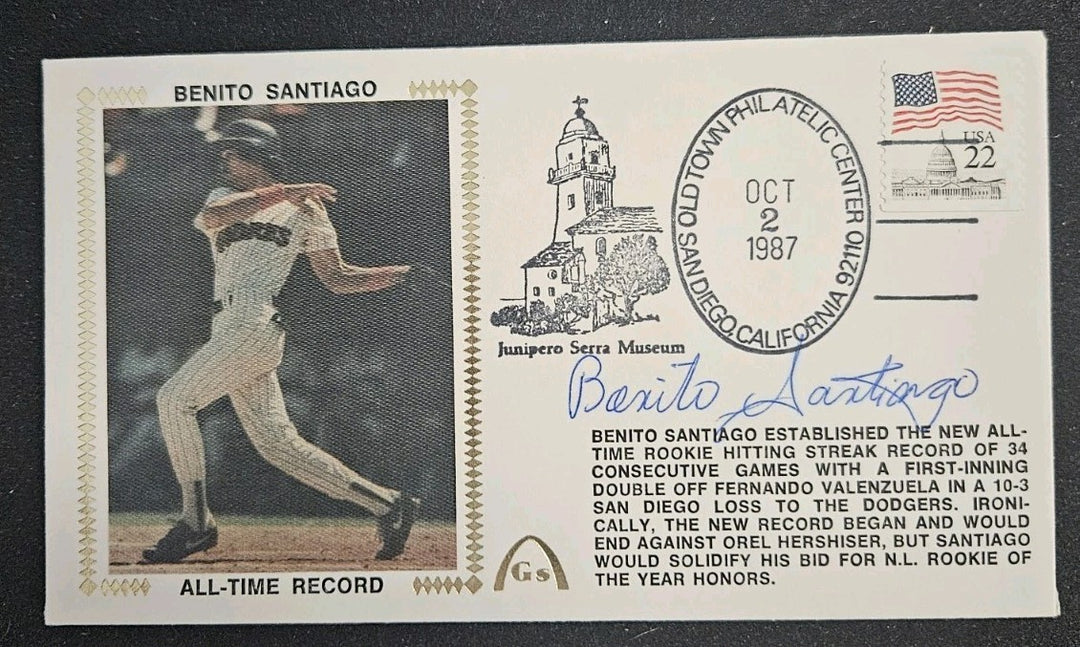 BENITO SANTIAGO
PADRES
ALL-TIME RECORD
Junipero Serra Museum
SAN DIEGO, CALIFORNIA 92110 OLD TOWN PHILATELIC CENTER
OCT
2
1987
USA
22
Benito Santiago
BENITO SANTIAGO ESTABLISHED THE NEW ALL-
TIME ROOKIE HITTING STREAK RECORD OF 34
CONSECUTIVE GAMES WITH A FIRST-INNING
DOUBLE OFF FERNANDO VALENZUELA IN A 10-3
SAN DIEGO LOSS TO THE DODGERS. IRONI-
CALLY, THE NEW RECORD BEGAN AND WOULD
END AGAINST OREL HERSHISER, BUT SANTIAGO
WOULD SOLIDIFY HIS BID FOR N.L. ROOKIE OF
THE YEAR HONORS.
Gs